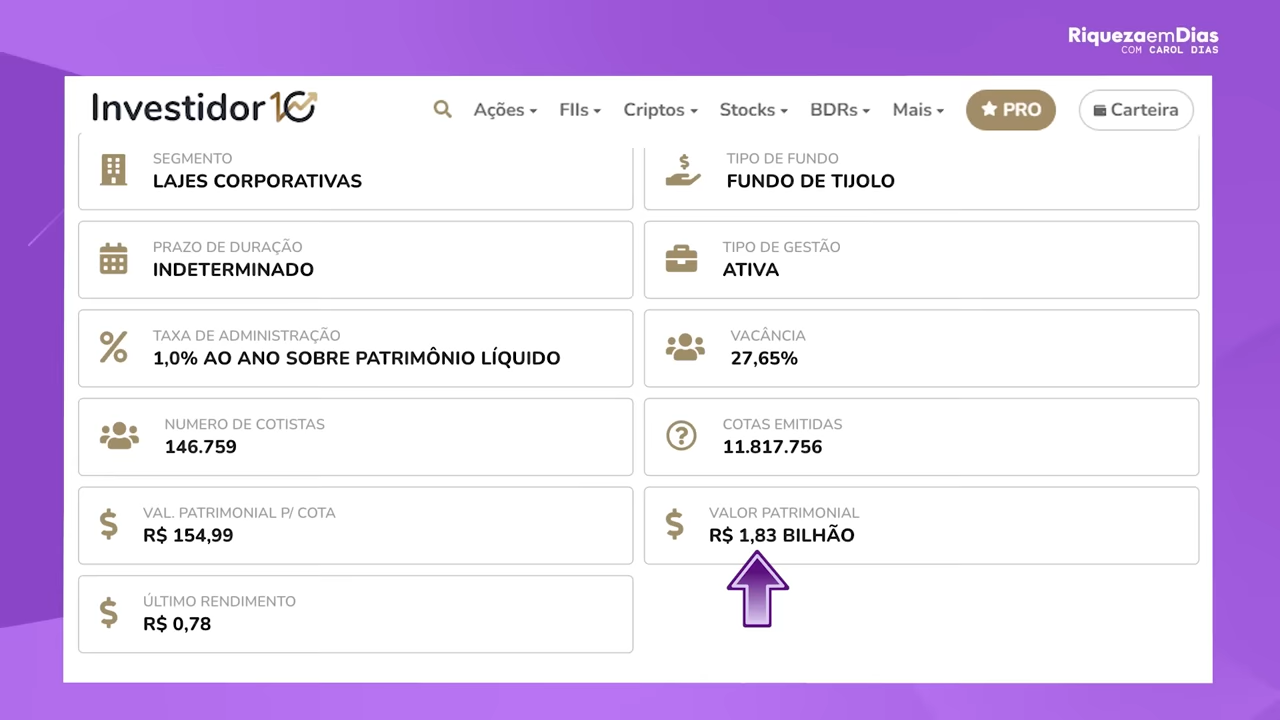 RiquezaemDias
COM CAROL DIAS
Investidor10
Ações
FIIs
Criptos
Stocks
BDRs
Mais
PRO
Carteira
SEGMENTO
LAJES CORPORATIVAS
TIPO DE FUNDO
FUNDO DE TIJOLO
PRAZO DE DURAÇÃO
INDETERMINADO
TIPO DE GESTÃO
ATIVA
TAXA DE ADMINISTRAÇÃO
1,0% AO ANO SOBRE PATRIMÔNIO LÍQUIDO
VACÂNCIA
27,65%
NUMERO DE COTISTAS
146.759
COTAS EMITIDAS
11.817.756
VAL. PATRIMONIAL P/ COTA
R$ 154,99
VALOR PATRIMONIAL
R$ 1,83 BILHÃO
ÚLTIMO RENDIMENTO
R$ 0,78